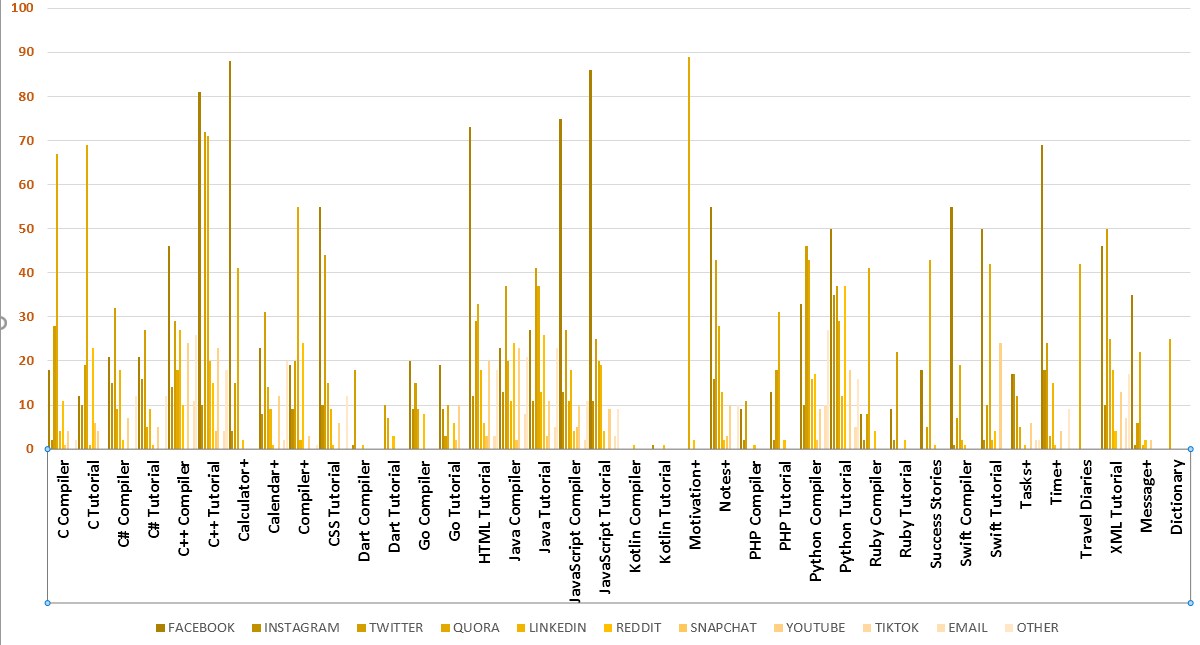 100
90
80
70
60
50
40
30
20
10
0
C Compiler
C Tutorial
C# Compiler
C# Tutorial
C++ Compiler
C++ Tutorial
Calculator+
Calendar+
Compiler+
CSS Tutorial
Dart Compiler
Dart Tutorial
Go Compiler
Go Tutorial
HTML Tutorial
Java Compiler
Java Tutorial
JavaScript Compiler
JavaScript Tutorial
Kotlin Compiler
Kotlin Tutorial
Motivation+
Notes+
PHP Compiler
PHP Tutorial
Python Compiler
Python Tutorial
Ruby Compiler
Ruby Tutorial
Success Stories
Swift Compiler
Swift Tutorial
Tasks+
Time+
Travel Diaries
XML Tutorial
Message+
Dictionary
FACEBOOK INSTAGRAM TWITTER QUORA LINKEDIN REDDIT SNAPCHAT YOUTUBE TIKTOK EMAIL OTHER